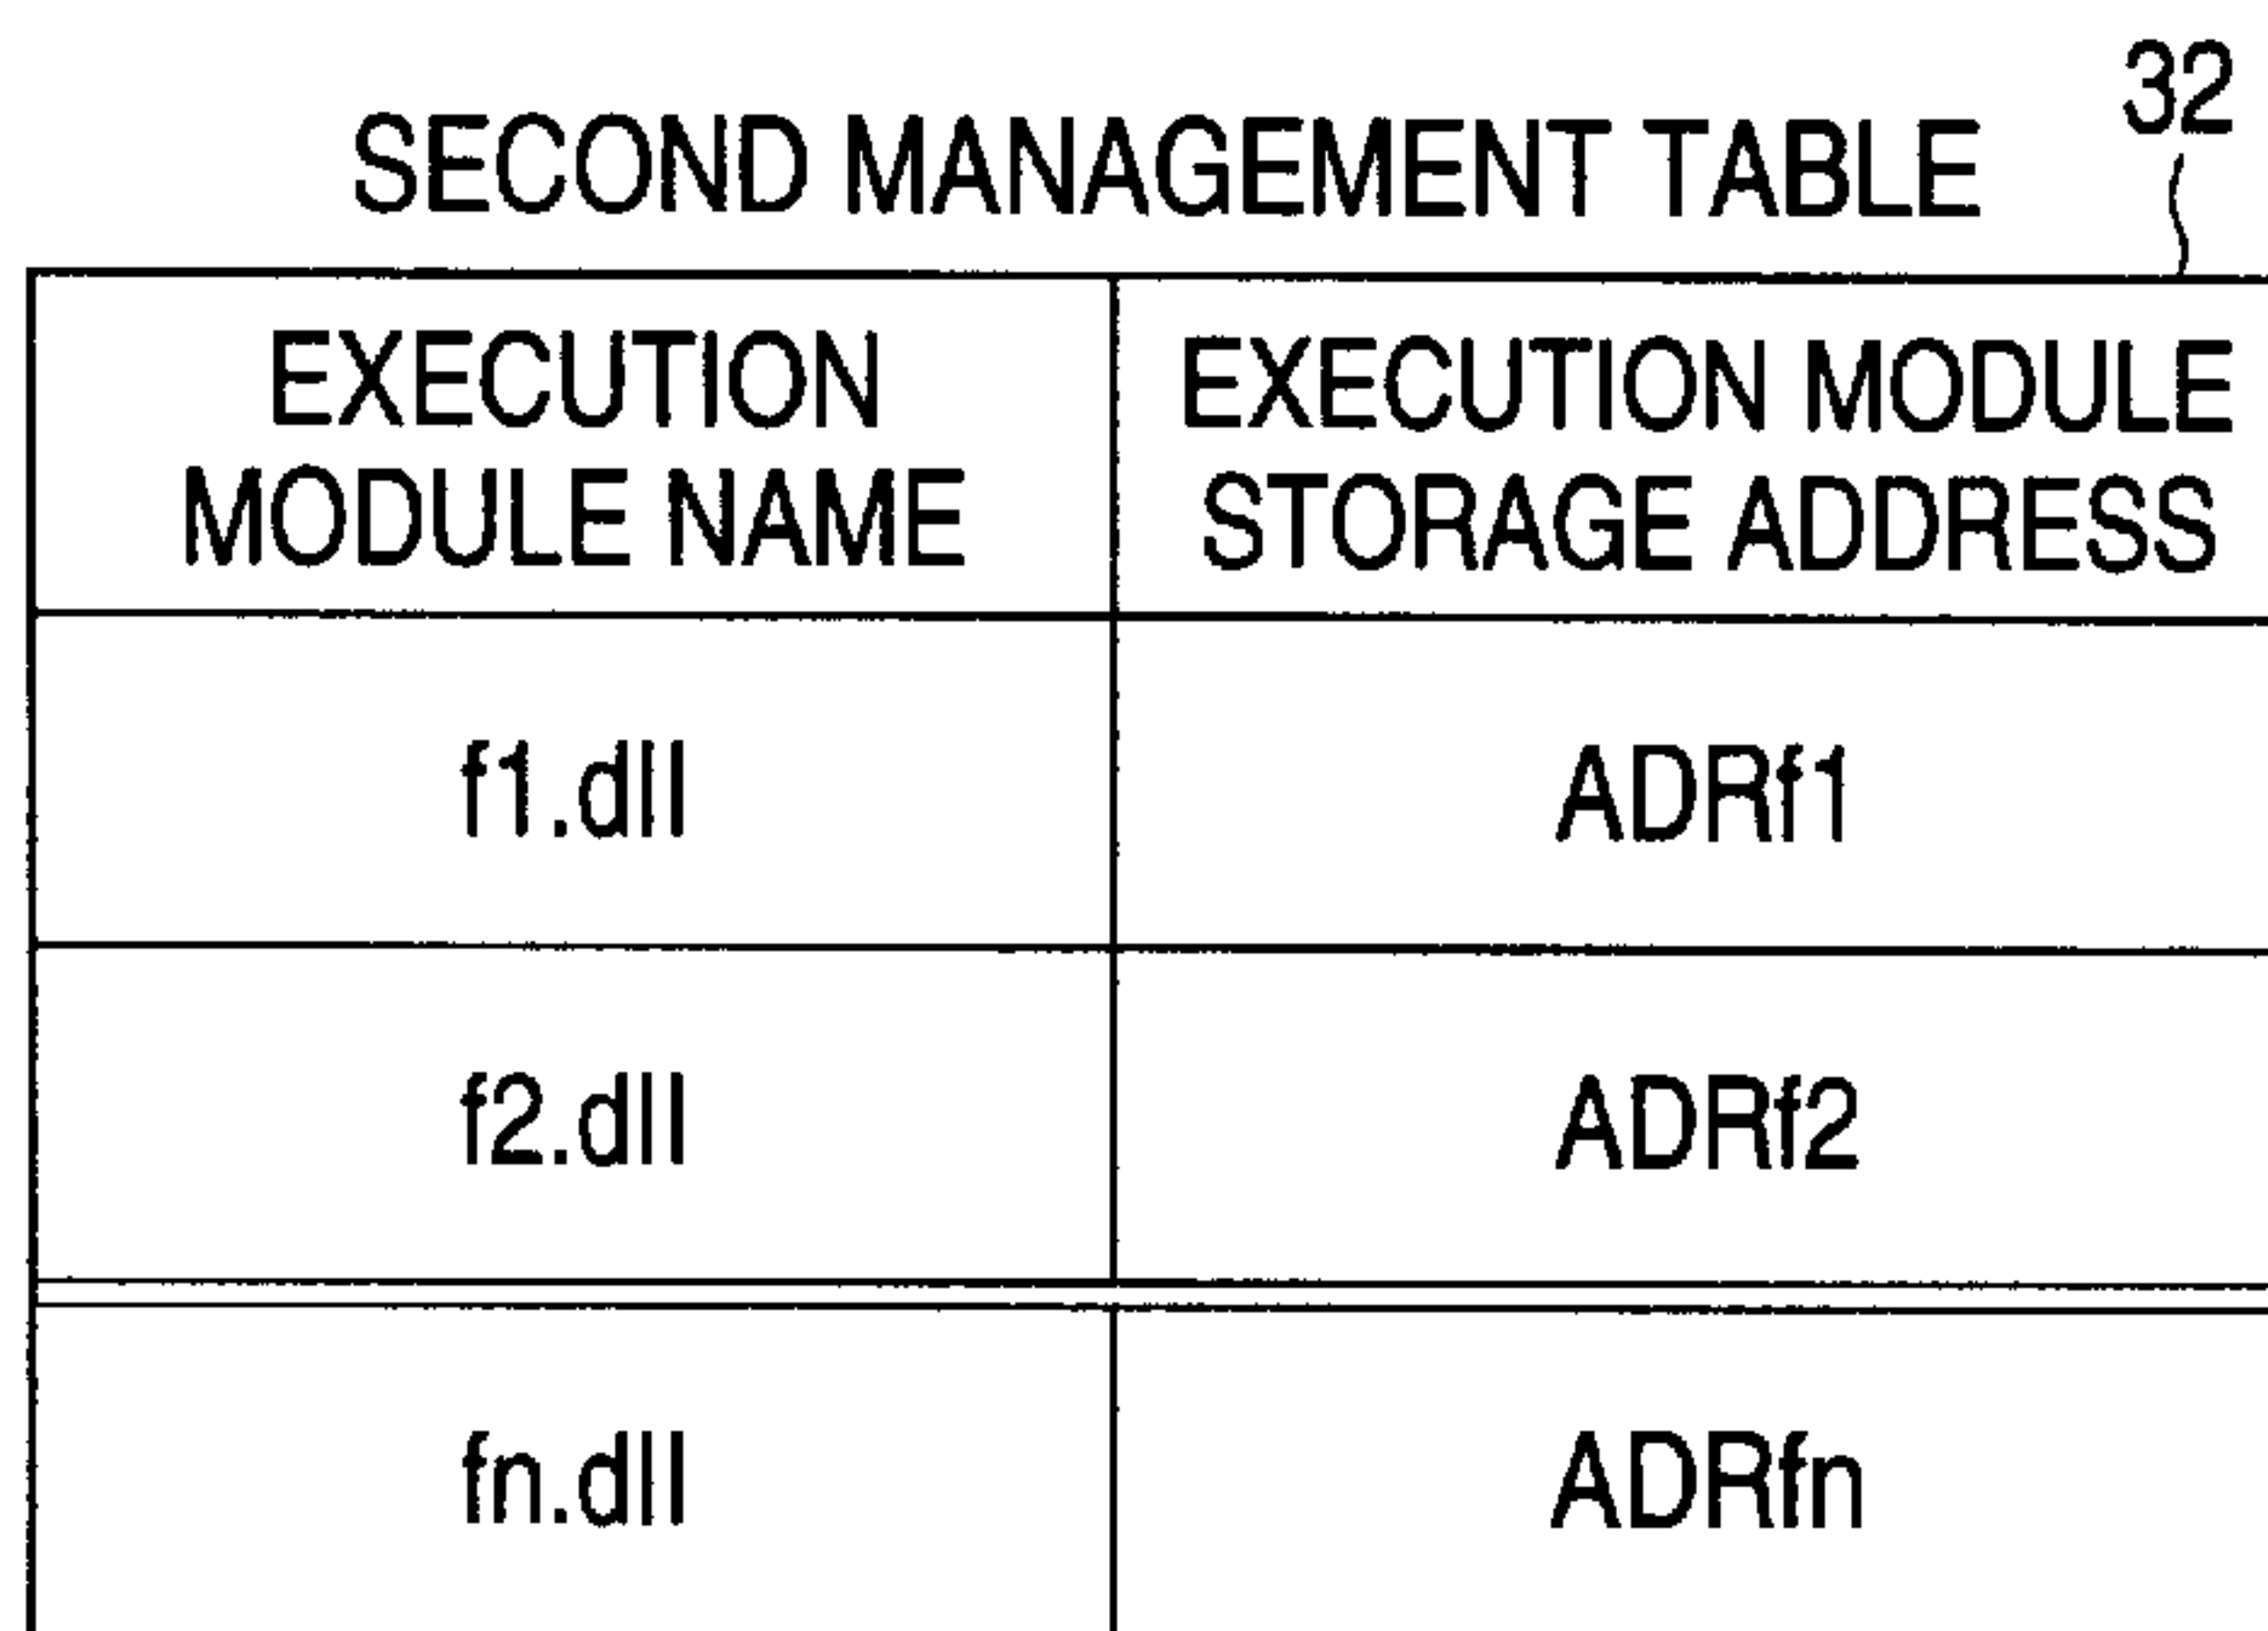 32
SECOND MANAGEMENT TABLE
EXECUTION
MODULE NAME
EXECUTION MODULE
STORAGE ADDRESS
f1.dll
ADRf1
f2.dll
ADRf2
fn.dll
ADRfn